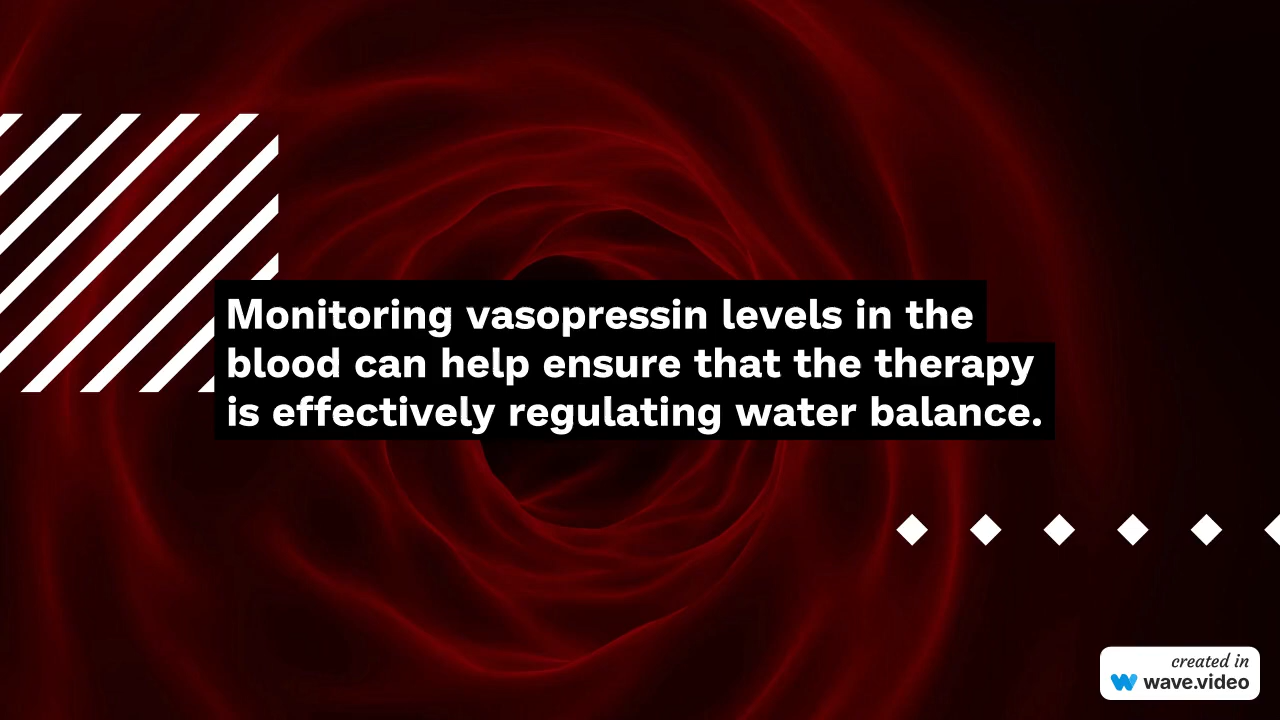 Monitoring vasopressin levels in the
blood can help ensure that the therapy
is effectively regulating water balance.
created in
wave.video